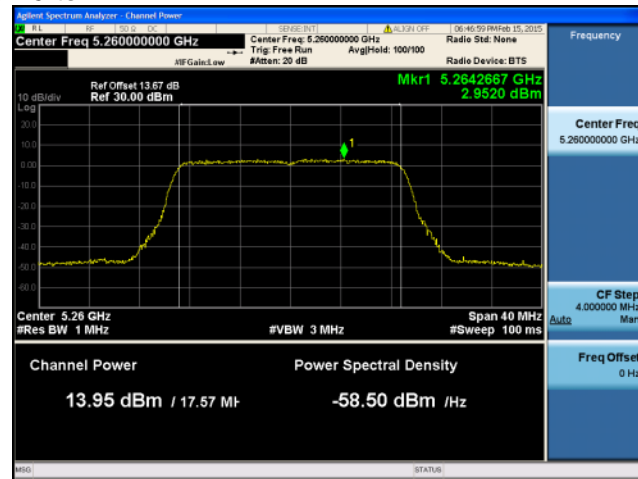 Agilent Spectrum Analyzer - Channel Power
RL RF 50 Ω DC SENSE:INT ALIGN OFF 06:46:59 PM Feb 15, 2015
Center Freq 5.260000000 GHz Center Freq: 5.260000000 GHz Radio Std: None Frequency
Trig: Free Run Avg|Hold: 100/100
#IFGain:Low #Atten: 20 dB Radio Device: BTS
Mkr1 5.2642667 GHz
2.9520 dBm
Ref Offset 13.67 dB
10 dB/div Ref 30.00 dBm
Log
20.0
10.0
0.00
-10.0
-20.0
-30.0
-40.0
-50.0
-60.0
1
Center Freq
5.260000000 GHz
Center 5.26 GHz Span 40 MHz
#Res BW 1 MHz #VBW 3 MHz #Sweep 100 ms
CF Step
4.000000 MHz
Auto Man
Channel Power Power Spectral Density
13.95 dBm / 17.57 MH -58.50 dBm /Hz
Freq Offset
0 Hz
MSG STATUS